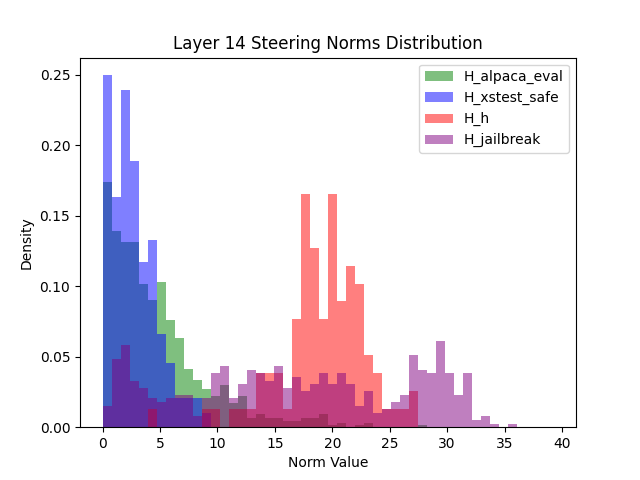 Layer 14 Steering Norms Distribution
H_alpaca_eval
H_xstest_safe
H_h
H_jailbreak
Density
0.25
0.20
0.15
0.10
0.05
0.00
0 5 10 15 20 25 30 35 40
Norm Value